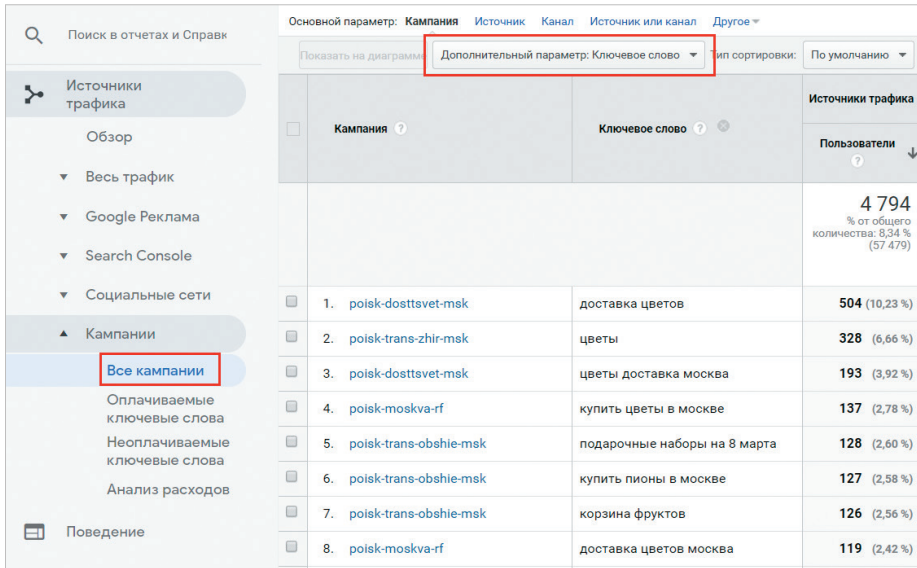 Поиск в отчетах и Справк
Источники
трафика
Обзор
Весь трафик
Google Реклама
Search Console
Социальные сети
Кампании
Все кампании
Оплачиваемые
ключевые слова
Неоплачиваемые
ключевые слова
Анализ расходов
Поведение
Основной параметр: Кампания Источник Канал Источник или канал Другое
Показать на диаграмме Дополнительный параметр: Ключевое слово Тип сортировки: По умолчанию
Источники трафика
Кампания ? Ключевое слово ?
Пользователи
?
4 794
% от общего
количества: 8,34 %
(57 479)
1. poisk-dosttsvet-msk доставка цветов 504 (10,23 %)
2. poisk-trans-zhir-msk цветы 328 (6,66 %)
3. poisk-dosttsvet-msk цветы доставка москва 193 (3,92 %)
4. poisk-moskva-rf купить цветы в москве 137 (2,78 %)
5. poisk-trans-obshie-msk подарочные наборы на 8 марта 128 (2,60 %)
6. poisk-trans-obshie-msk купить пионы в москве 127 (2,58 %)
7. poisk-trans-obshie-msk корзина фруктов 126 (2,56 %)
8. poisk-moskva-rf доставка цветов москва 119 (2,42 %)